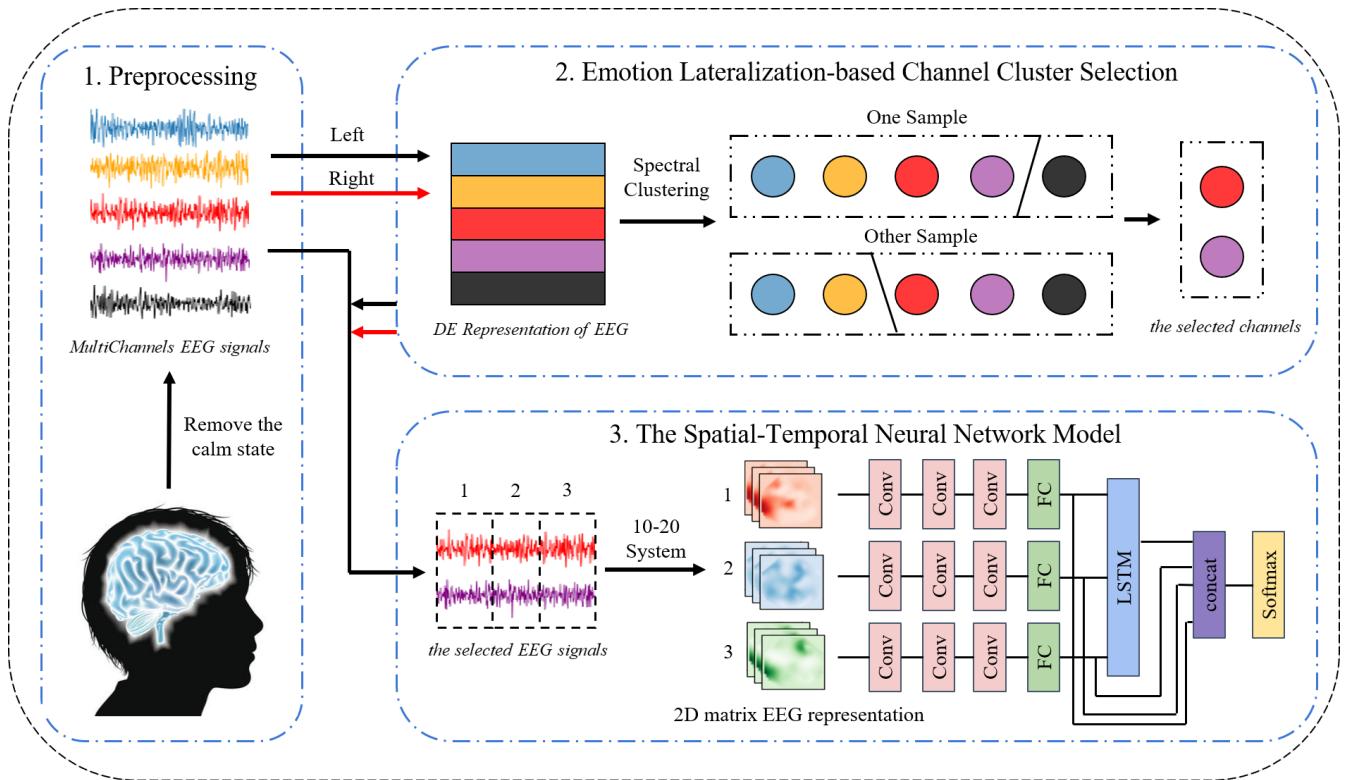 1. Preprocessing
MultiChannels EEG signals
Remove the
calm state
Left
Right
2. Emotion Lateralization-based Channel Cluster Selection
DE Representation of EEG
Spectral
Clustering
One Sample
Other Sample
the selected channels
3. The Spatial-Temporal Neural Network Model
1
2
3
the selected EEG signals
10-20
System
1
2
3
2D matrix EEG representation
Conv
Conv
Conv
FC
Conv
Conv
Conv
FC
Conv
Conv
Conv
FC
LSTM
concat
Softmax